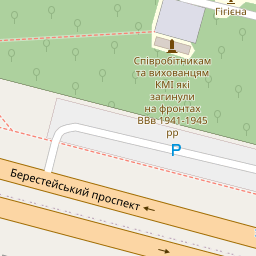 Гігієна
Співробітникам
та вихованцям
КМІ які
загинули
на фронтах
ВВв 1941-1945
рр
P
Берестейський проспект